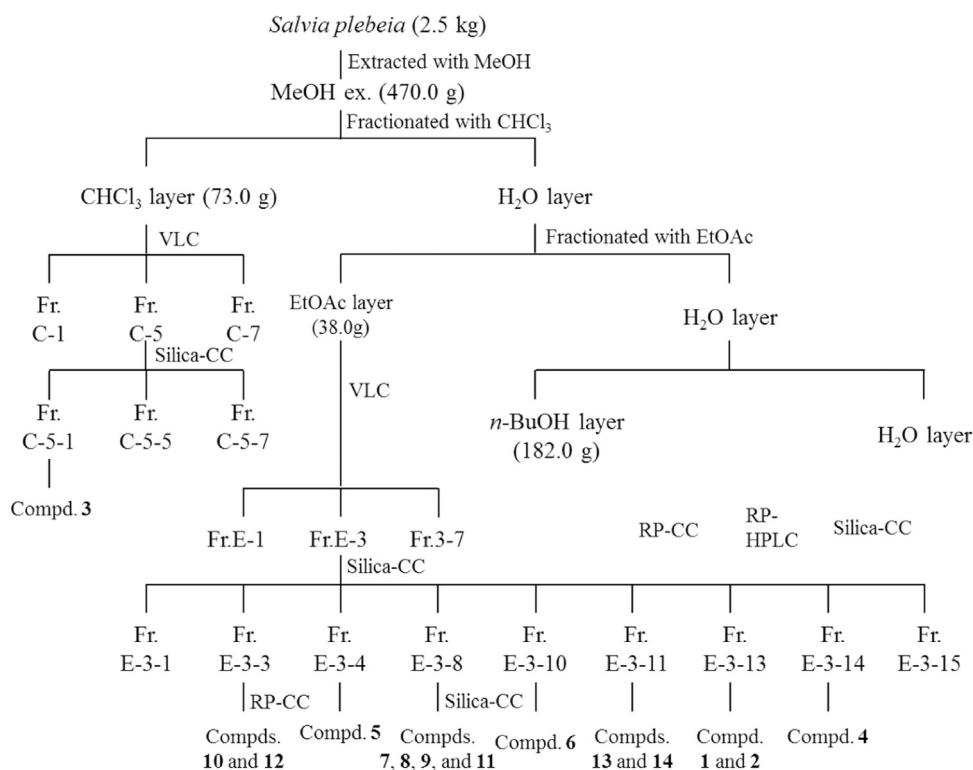 Salvia plebeia (2.5 kg)
Extracted with MeOH
MeOH ex. (470.0 g)
Fractionated with CHCl₃
CHCl₃ layer (73.0 g)
H₂O layer
VLC
Fractionated with EtOAc
Fr.
C-1
Fr.
C-5
Fr.
C-7
EtOAc layer
(38.0g)
H₂O layer
Silica-CC
VLC
Fr.
C-5-1
Fr.
C-5-5
Fr.
C-5-7
n-BuOH layer
(182.0 g)
H₂O layer
Compd. 3
Fr.E-1
Fr.E-3
Fr.3-7
RP-CC
RP-
HPLC
Silica-CC
Silica-CC
Fr.
E-3-1
Fr.
E-3-3
Fr.
E-3-4
Fr.
E-3-8
Fr.
E-3-10
Fr.
E-3-11
Fr.
E-3-13
Fr.
E-3-14
Fr.
E-3-15
RP-CC
Silica-CC
Compds.
10 and 12
Compd. 5
Compds.
7, 8, 9, and 11
Compd. 6
Compds.
13 and 14
Compd.
1 and 2
Compd. 4